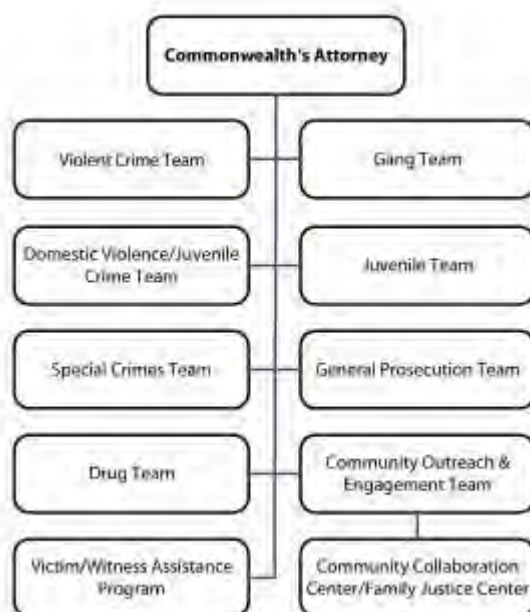 Commonwealth's Attorney
Violent Crime Team
Gang Team
Domestic Violence/Juvenile
Crime Team
Juvenile Team
Special Crimes Team
General Prosecution Team
Drug Team
Community Outreach &
Engagement Team
Victim/Witness Assistance
Program
Community Collaboration
Center/Family Justice Center